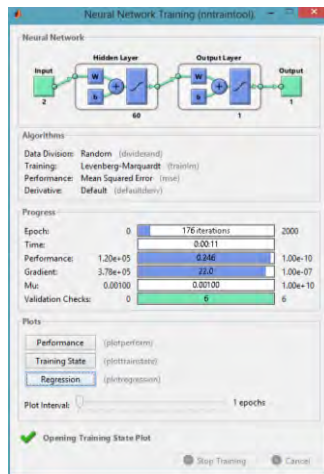 Neural Network Training (nntraintool)
Neural Network
Hidden Layer
Output Layer
Input
W
b
W
b
Output
2
60
1
1
Algorithms
Data Division: Random (dividerand)
Training: Levenberg-Marquardt (trainlm)
Performance: Mean Squared Error (mse)
Derivative: Default (defaultderiv)
Progress
Epoch: 0 176 iterations 2000
Time: 0:00:11
Performance: 1.20e+05 0.346 1.00e-10
Gradient: 3.78e+05 22.0 1.00e-07
Mu: 0.00100 0.00100 1.00e+10
Validation Checks: 0 6 6
Plots
Performance (plotperform)
Training State (plottrainstate)
Regression (plotregression)
Plot Interval: 1 epochs
Opening Training State Plot
Stop Training Cancel